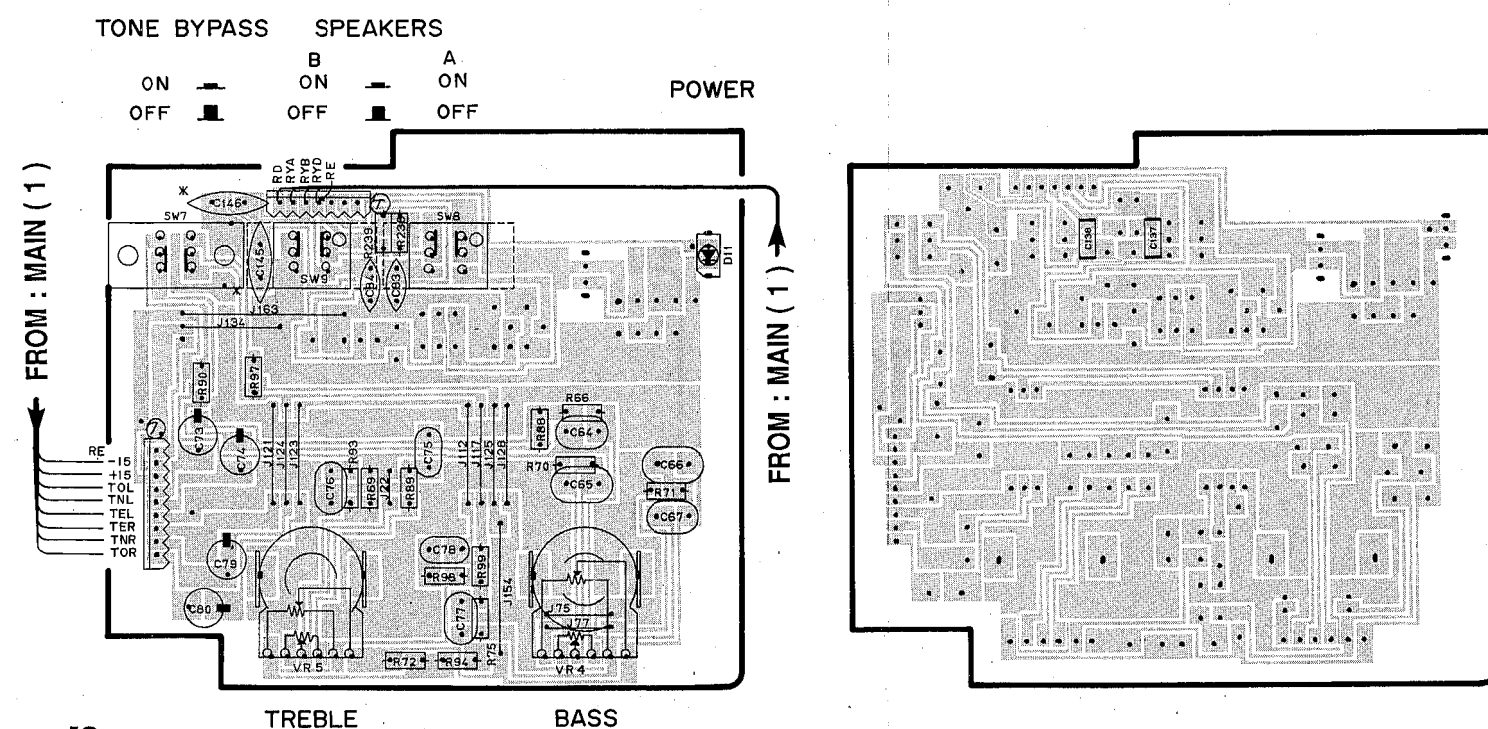 TONE BYPASS SPEAKERS
B A
ON ON ON
OFF OFF OFF
POWER
FROM : MAIN ( 1 )
RD
RYA
RYB
RYD
RE
C146
SW7
SW9
SW8
C145
R239
R238
C84
C83
D11
J163
J134
R90
R97
C73
C74
J121
J124
J123
R93
C76
R69
J22
R89
C75
J112
J117
J125
J128
R88
R66
C64
R70
C65
C66
R71
C67
RE
-15
+15
TOL
TNL
TEL
TER
TNR
TOR
C79
C80
C78
R98
R99
C77
R75
J154
J75
J77
VR5
R72
R94
VR4
TREBLE
BASS
FROM : MAIN ( 1 )
C138
C137